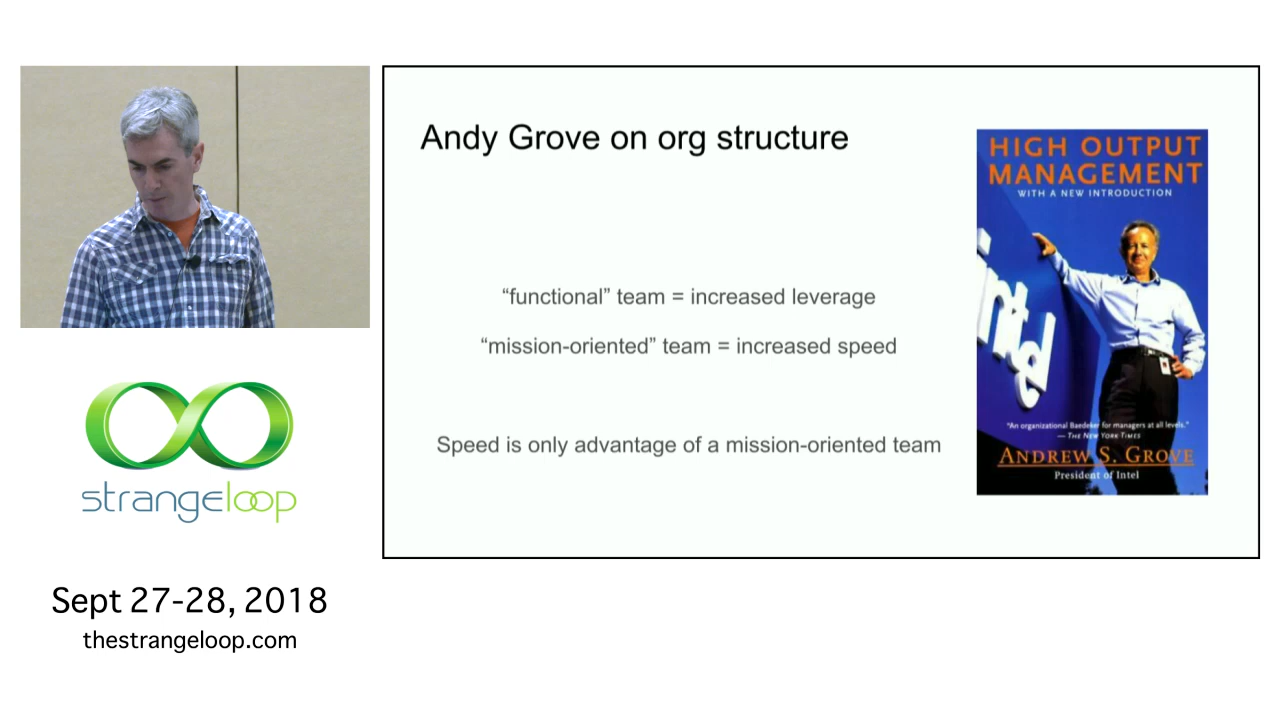 Andy Grove on org structure
“functional” team = increased leverage
“mission-oriented” team = increased speed
Speed is only advantage of a mission-oriented team
HIGH OUTPUT
MANAGEMENT
WITH A NEW INTRODUCTION
intel
“An organizational Baedeker for managers at all levels.”
— THE NEW YORK TIMES
ANDREW S. GROVE
President of Intel
strangeloop
Sept 27-28, 2018
thestrangeloop.com